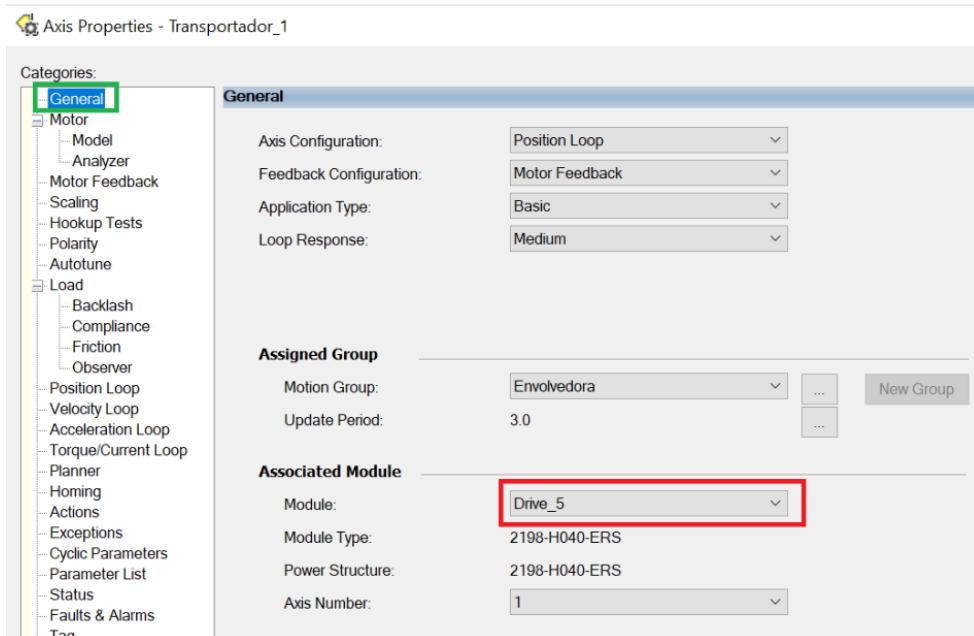 Axis Properties - Transportador_1
Categories:
General
Motor
Model
Analyzer
Motor Feedback
Scaling
Hookup Tests
Polarity
Autotune
Load
Backlash
Compliance
Friction
Observer
Position Loop
Velocity Loop
Acceleration Loop
Torque/Current Loop
Planner
Homing
Actions
Exceptions
Cyclic Parameters
Parameter List
Status
Faults & Alarms
Tag
General
Axis Configuration: Position Loop
Feedback Configuration: Motor Feedback
Application Type: Basic
Loop Response: Medium
Assigned Group
Motion Group: Envolvedora ... New Group
Update Period: 3.0 ...
Associated Module
Module: Drive_5
Module Type: 2198-H040-ERS
Power Structure: 2198-H040-ERS
Axis Number: 1